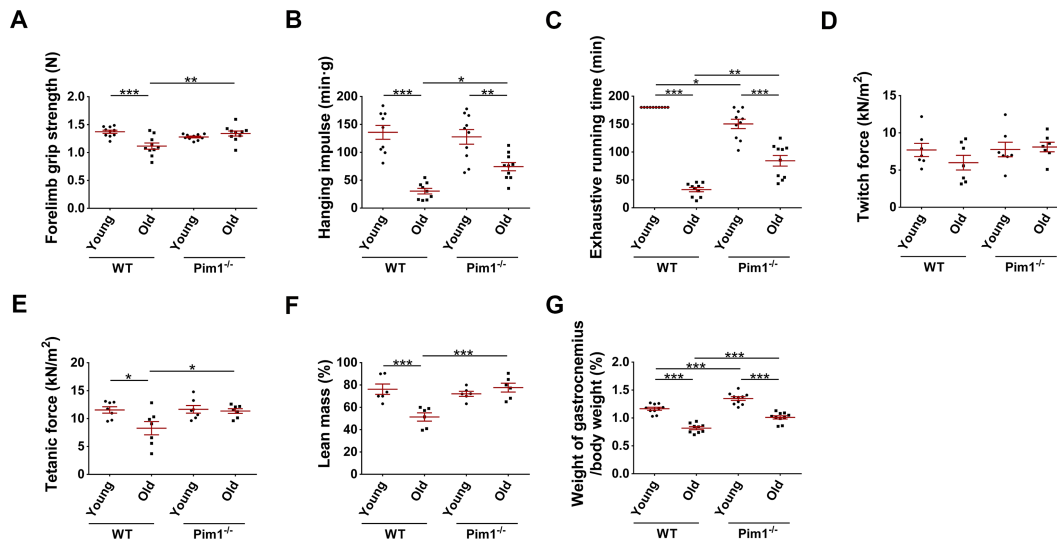 A
Forelimb grip strength (N)
2.0
1.5
1.0
0.5
0.0
***
**
Young
Old
Young
Old
WT
Pim1-/-
B
Hanging impulse (min·g)
200
150
100
50
0
***
*
**
Young
Old
Young
Old
WT
Pim1-/-
C
Exhaustive running time (min)
200
150
100
50
0
**
*
***
***
Young
Old
Young
Old
WT
Pim1-/-
D
Twitch force (kN/m2)
15
10
5
0
Young
Old
Young
Old
WT
Pim1-/-
E
Tetanic force (kN/m2)
20
15
10
5
0
*
*
Young
Old
Young
Old
WT
Pim1-/-
F
Lean mass (%)
100
80
60
40
20
0
***
***
Young
Old
Young
Old
WT
Pim1-/-
G
Weight of gastrocnemius
/body weight (%)
2.0
1.5
1.0
0.5
0.0
***
***
***
***
Young
Old
Young
Old
WT
Pim1-/-